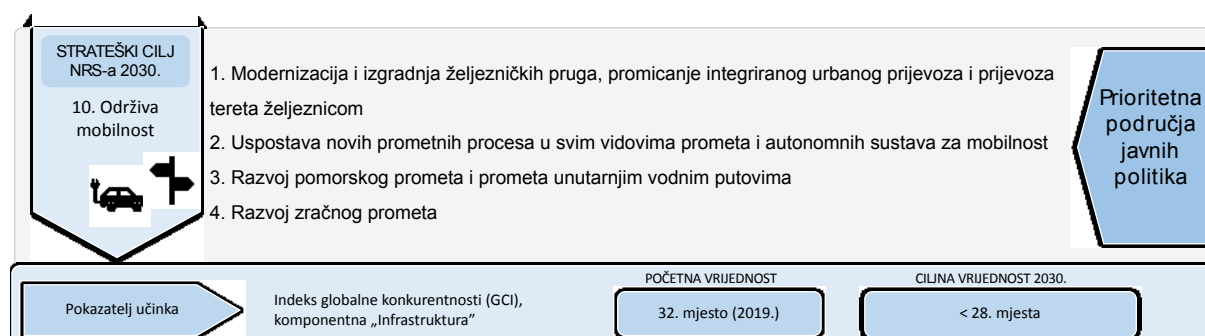 STRATEŠKI CILJ
NRS-a 2030.
10. Održiva
mobilnost
1. Modernizacija i izgradnja željezničkih pruga, promicanje integriranog urbanog prijevoza i prijevoza
tereta željeznicom
2. Uspostava novih prometnih procesa u svim vidovima prometa i autonomnih sustava za mobilnost
3. Razvoj pomorskog prometa i prometa unutarnjim vodnim putovima
4. Razvoj zračnog prometa
Prioritetna
područja
javnih
politika
Pokazatelj učinka
Indeks globalne konkurentnosti (GCI),
komponentna „Infrastruktura”
POČETNA VRIJEDNOST
32. mjesto (2019.)
CILJNA VRIJEDNOST 2030.
< 28. mjesta